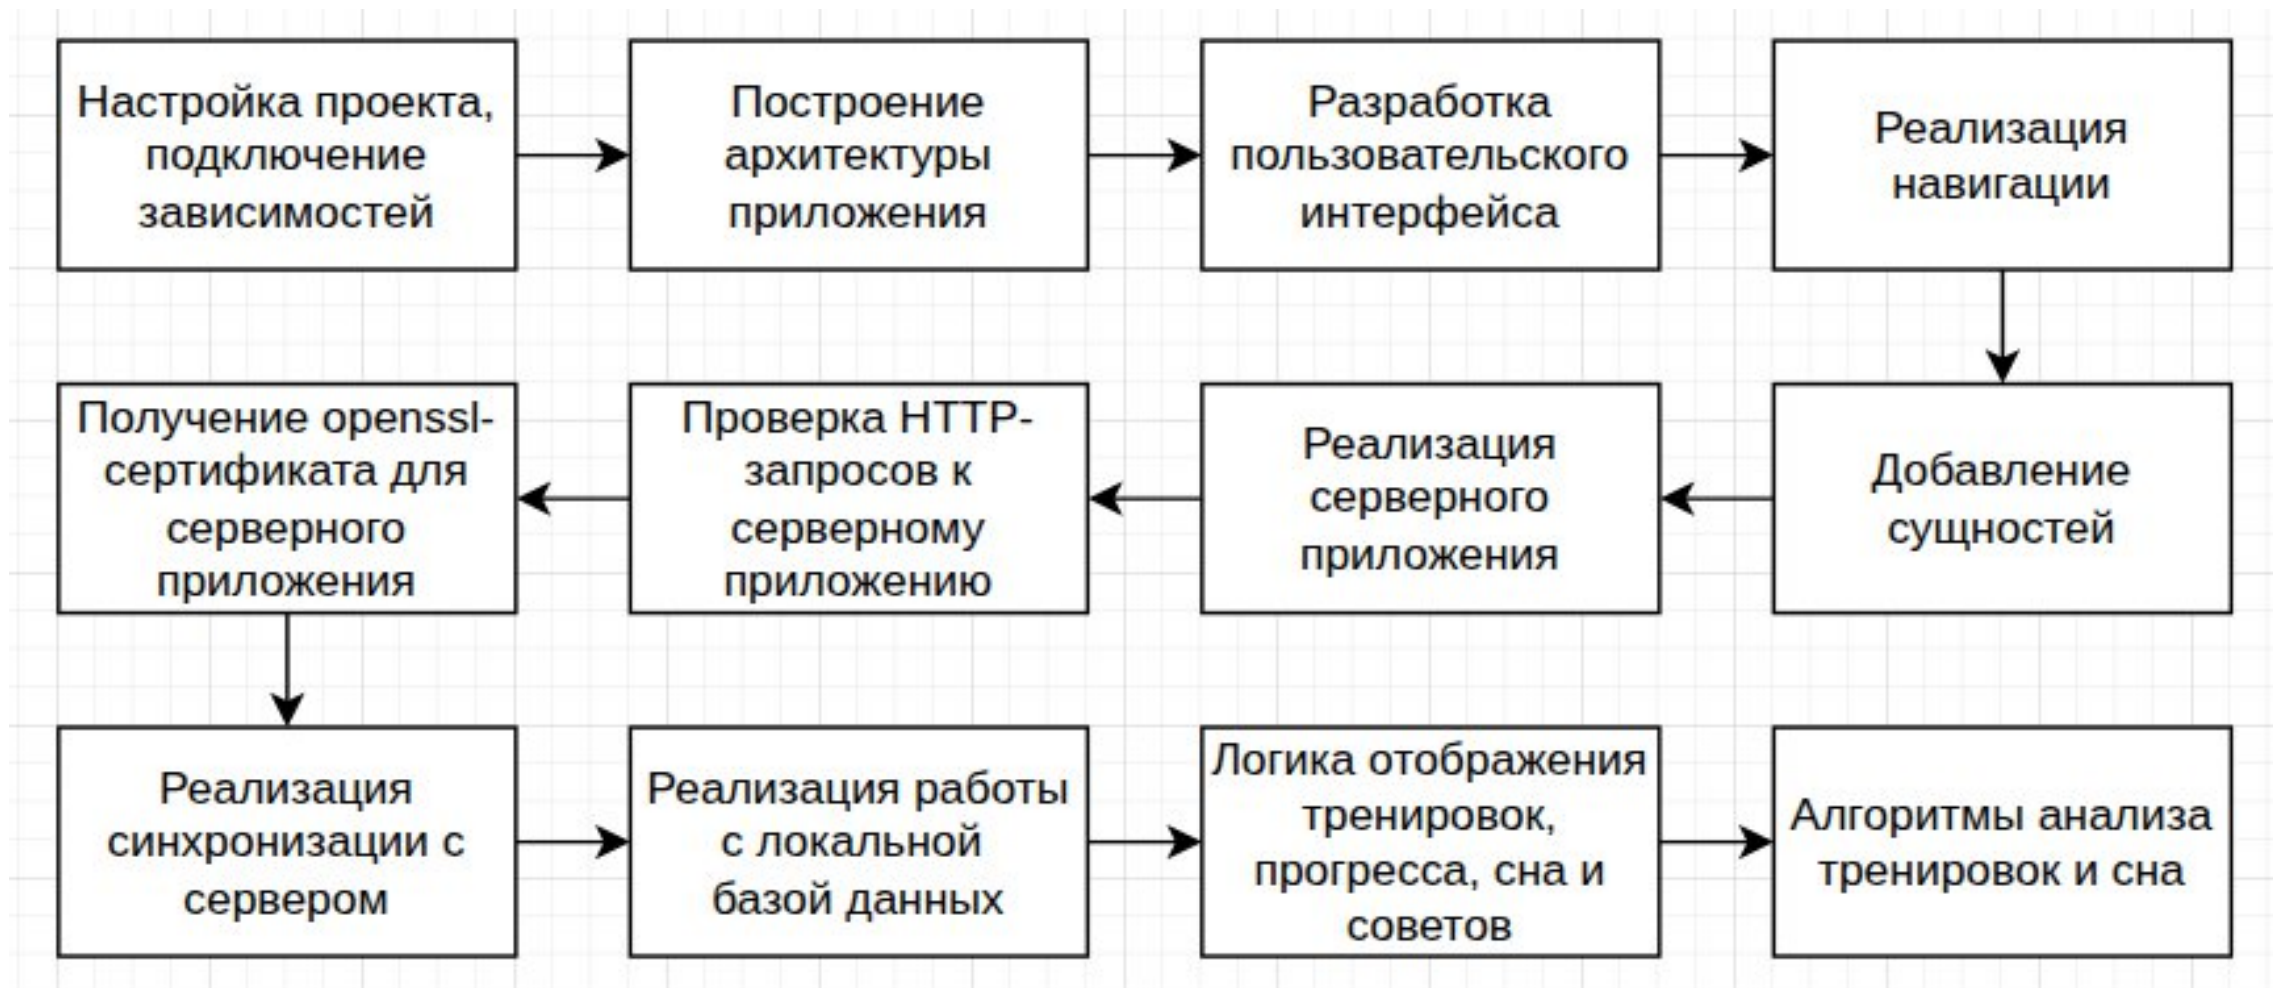 Настройка проекта,
подключение
зависимостей
Построение
архитектуры
приложения
Разработка
пользовательского
интерфейса
Реализация
навигации
Добавление
сущностей
Реализация
серверного
приложения
Проверка HTTP-
запросов к
серверному
приложению
Получение openssl-
сертификата для
серверного
приложения
Реализация
синхронизации с
сервером
Реализация работы
с локальной
базой данных
Логика отображения
тренировок,
прогресса, сна и
советов
Алгоритмы анализа
тренировок и сна